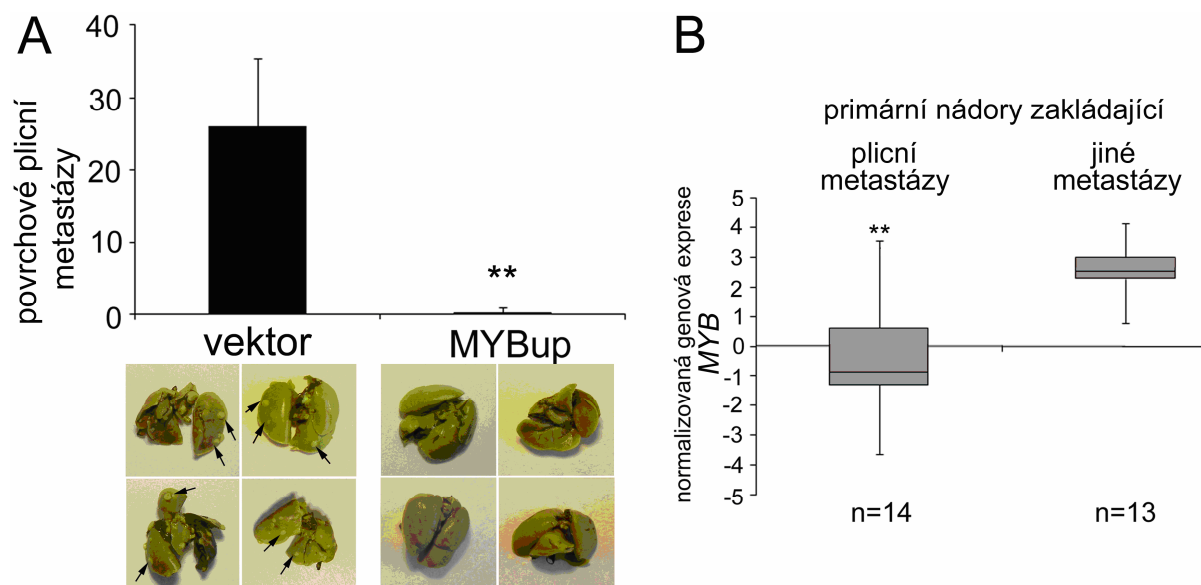 A
povrchové plicní
metastázy
40
30
20
10
0
**
vektor
MYBup
B
primární nádory zakládající
plicní
metastázy
jiné
metastázy
normalizovaná genová exprese
MYB
5
4
3
2
1
0
-1
-2
-3
-4
-5
**
n=14
n=13